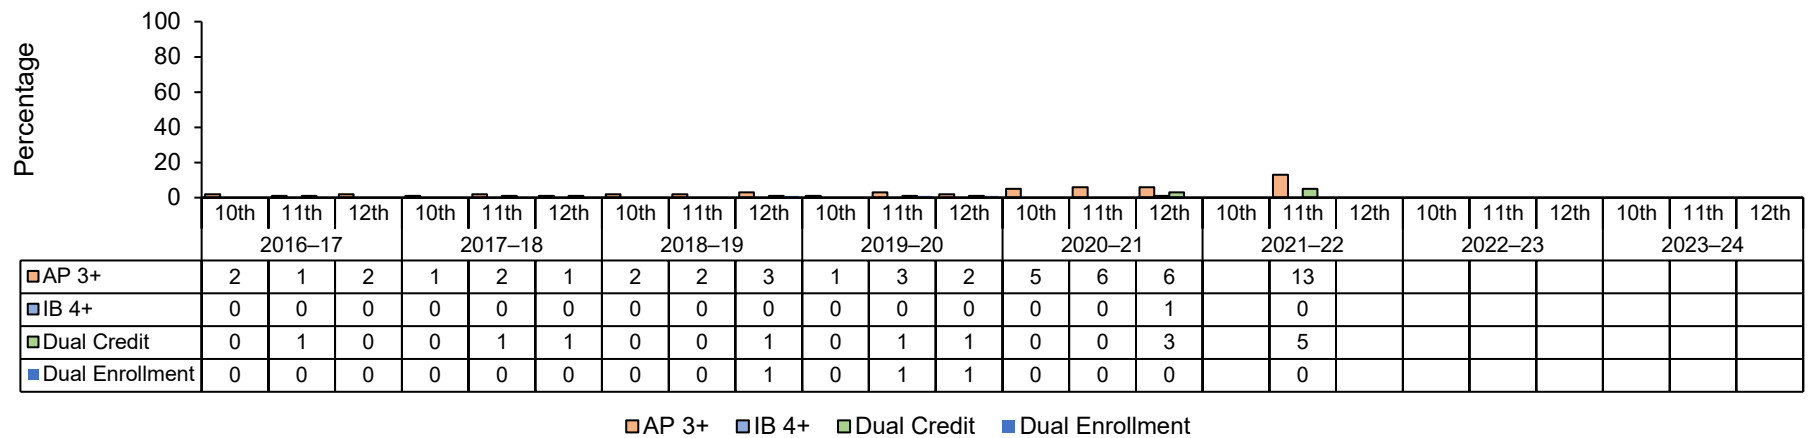 Percentage
100
80
60
40
20
0
10th 11th 12th 10th 11th 12th 10th 11th 12th 10th 11th 12th 10th 11th 12th 10th 11th 12th 10th 11th 12th 10th 11th 12th
2016–17 2017–18 2018–19 2019–20 2020–21 2021–22 2022–23 2023–24
AP 3+ 2 1 2 1 2 1 2 2 3 1 3 2 5 6 6 13
IB 4+ 0 0 0 0 0 0 0 0 0 0 0 0 0 0 1 0
Dual Credit 0 1 0 0 1 1 0 0 1 0 1 1 0 0 3 5
Dual Enrollment 0 0 0 0 0 0 0 0 1 0 1 1 0 0 0 0
AP 3+ IB 4+ Dual Credit Dual Enrollment